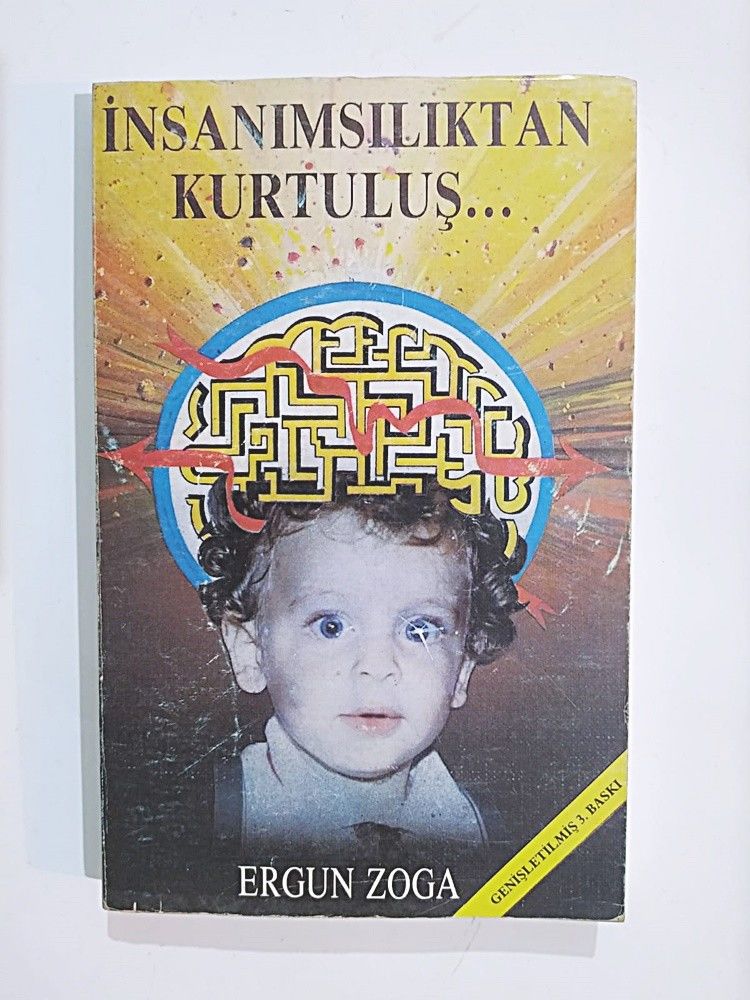 İNSANIMSILIKTAN
KURTULUŞ...
ERGUN ZOGA
GENİŞLETİLMİŞ 3. BASKI